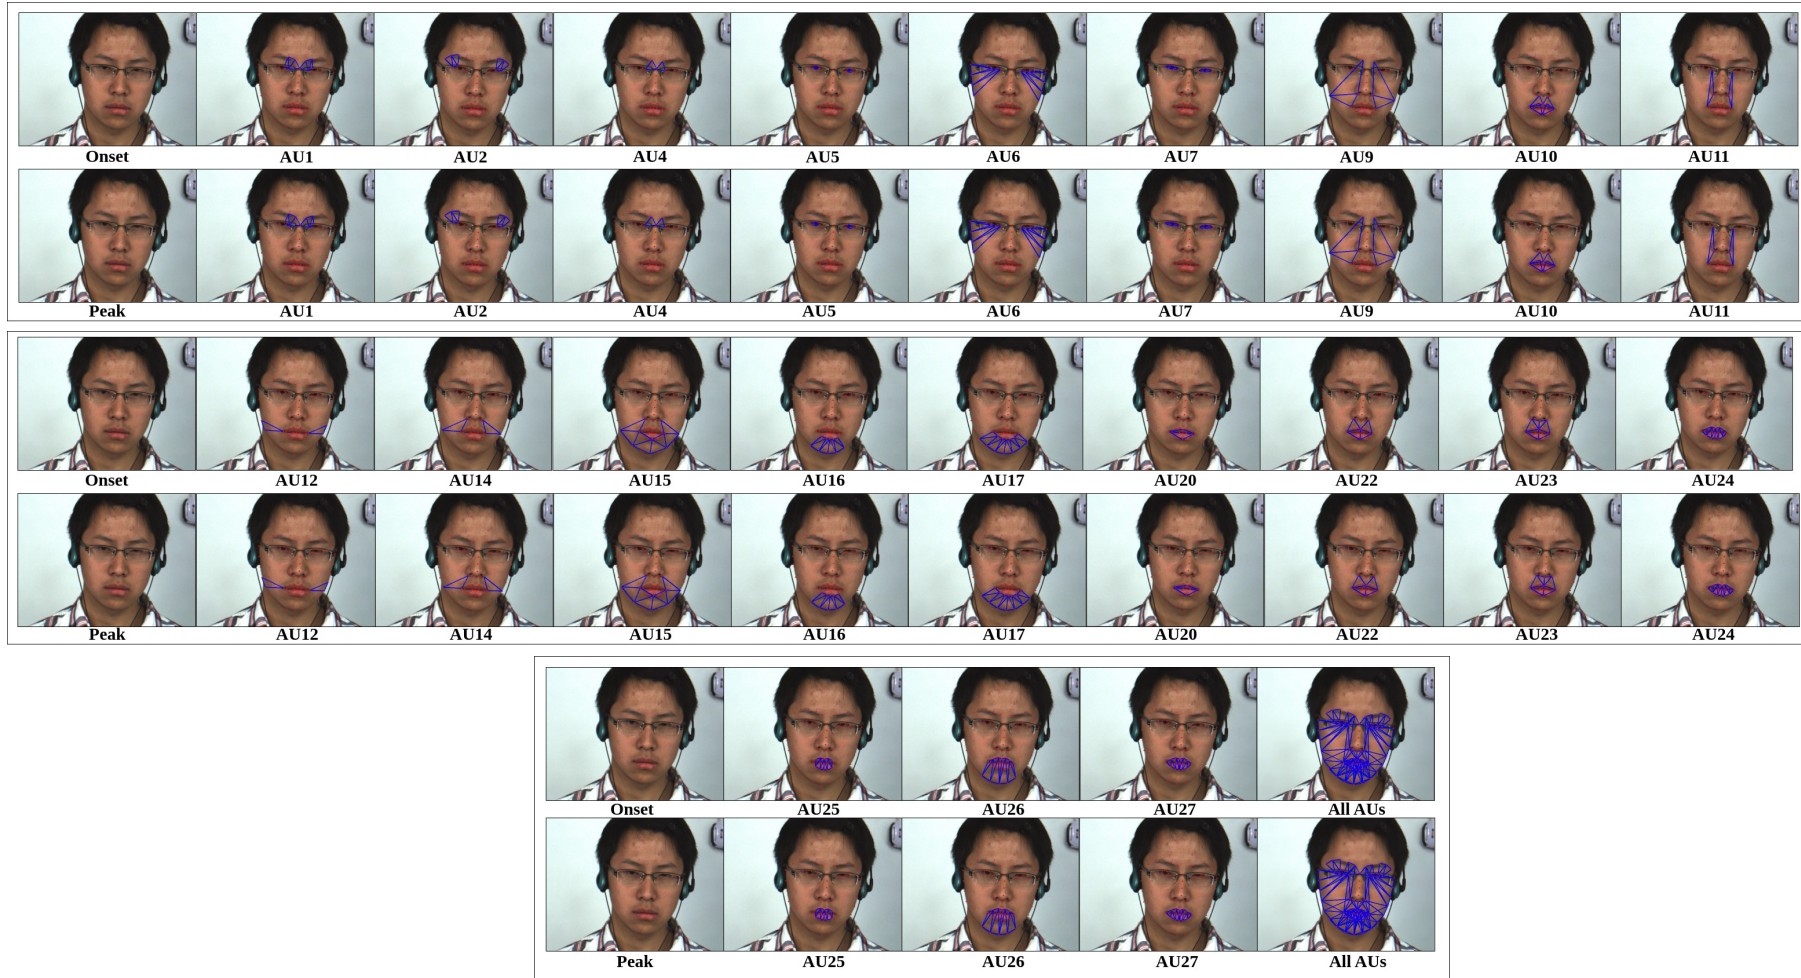 Onset AU1 AU2 AU4 AU5 AU6 AU7 AU9 AU10 AU11
Peak AU1 AU2 AU4 AU5 AU6 AU7 AU9 AU10 AU11
Onset AU12 AU14 AU15 AU16 AU17 AU20 AU22 AU23 AU24
Peak AU12 AU14 AU15 AU16 AU17 AU20 AU22 AU23 AU24
Onset AU25 AU26 AU27 All AUs
Peak AU25 AU26 AU27 All AUs